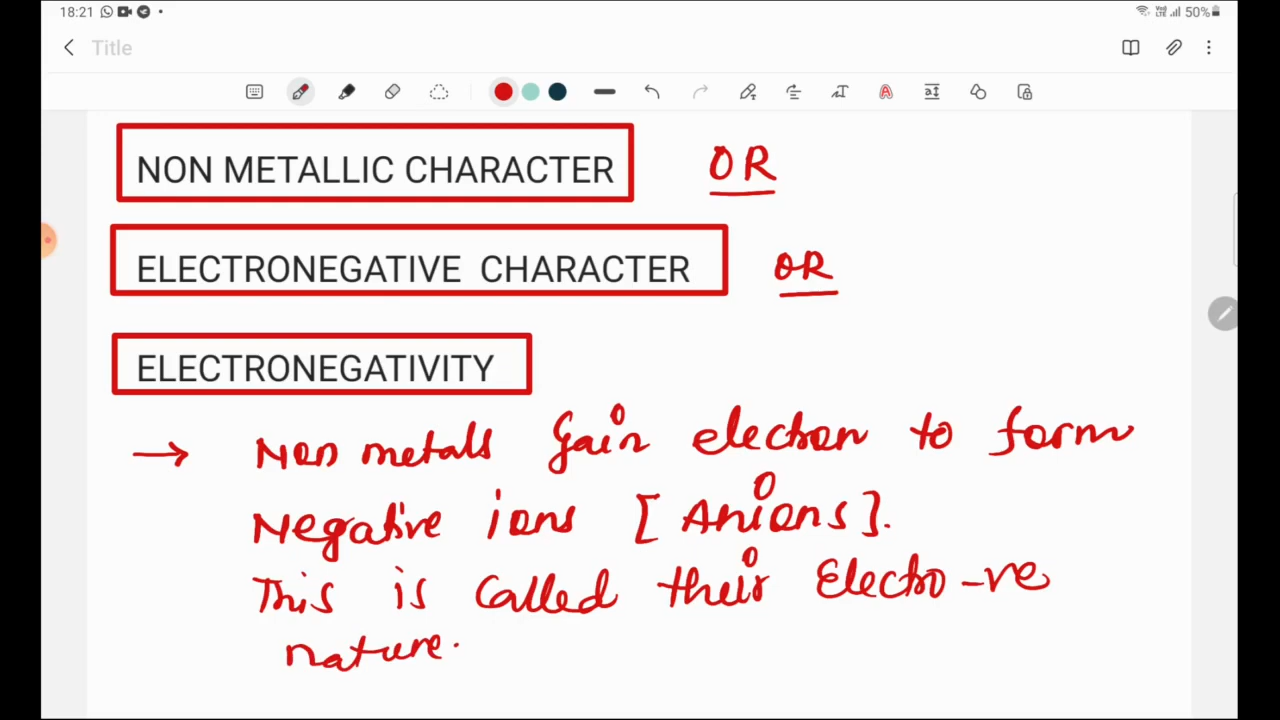 18:21 50%
Title
NON METALLIC CHARACTER OR
ELECTRONEGATIVE CHARACTER OR
ELECTRONEGATIVITY
→ Non metals gain electron to form
Negative ions [Anions].
This is called their Electro -ve
nature.